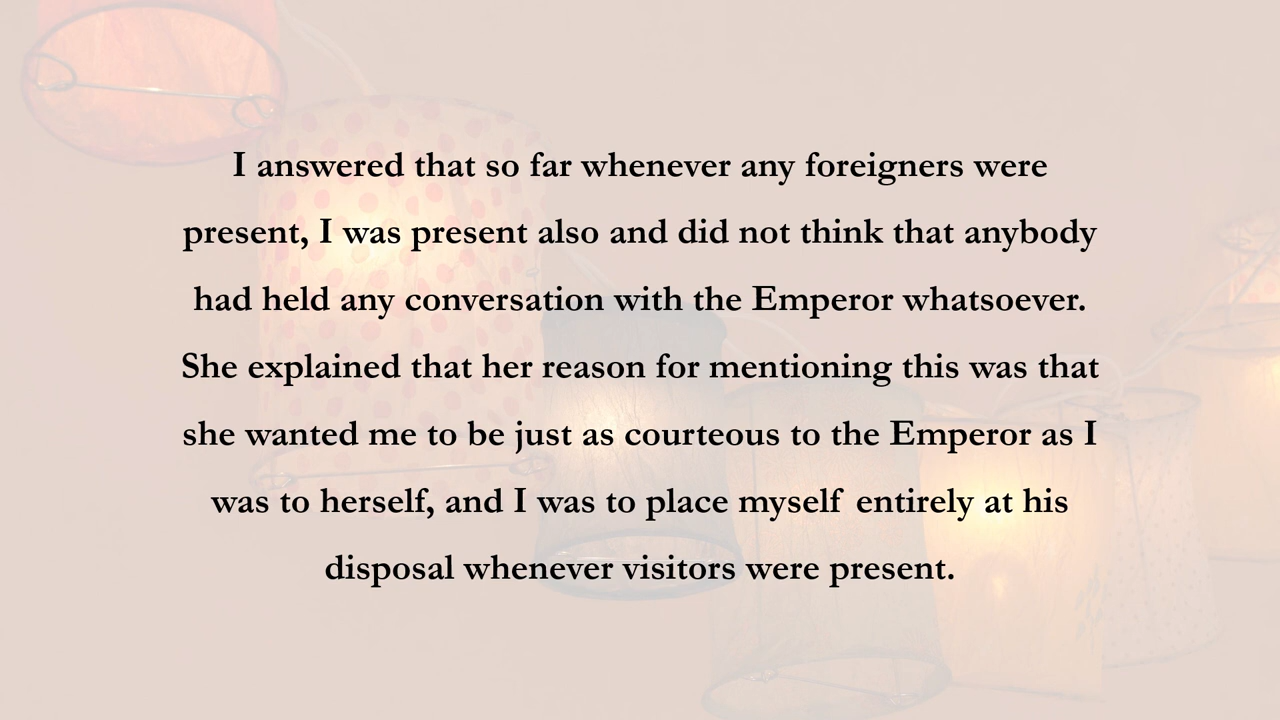 I answered that so far whenever any foreigners were
present, I was present also and did not think that anybody
had held any conversation with the Emperor whatsoever.
She explained that her reason for mentioning this was that
she wanted me to be just as courteous to the Emperor as I
was to herself, and I was to place myself entirely at his
disposal whenever visitors were present.